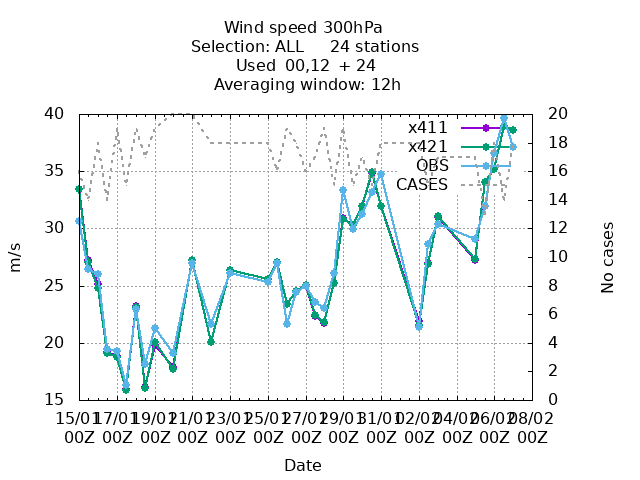 Wind speed 300hPa
Selection: ALL 24 stations
Used 00,12 + 24
Averaging window: 12h
40
35
30
25
20
15
m/s
20
18
16
14
12
10
8
6
4
2
0
No cases
x411
x421
OBS
CASES
15/01 17/01 19/01 21/01 23/01 25/01 27/01 29/01 31/01 02/02 04/02 06/02 08/02
00Z 00Z 00Z 00Z 00Z 00Z 00Z 00Z 00Z 00Z 00Z 00Z 00Z
Date